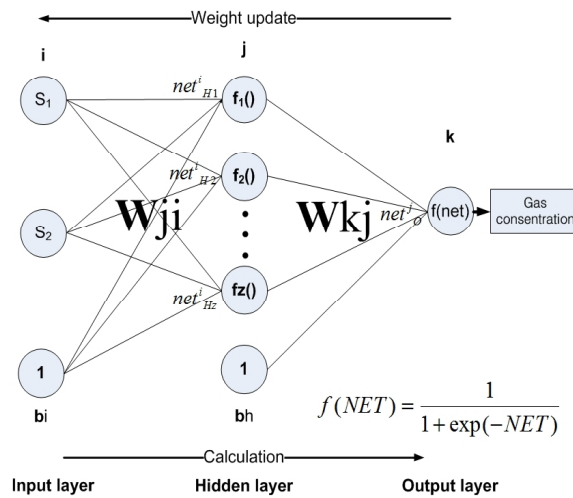 Weight update
i
j
k
S1
S2
1
bi
net^i_H1
net^i_H2
net^i_Hz
Wji
f1()
f2()
fz()
1
bh
Wkj
net^j_o
f(net)
Gas
consentration
f(NET) = 1 / (1 + exp(-NET))
Calculation
Input layer
Hidden layer
Output layer